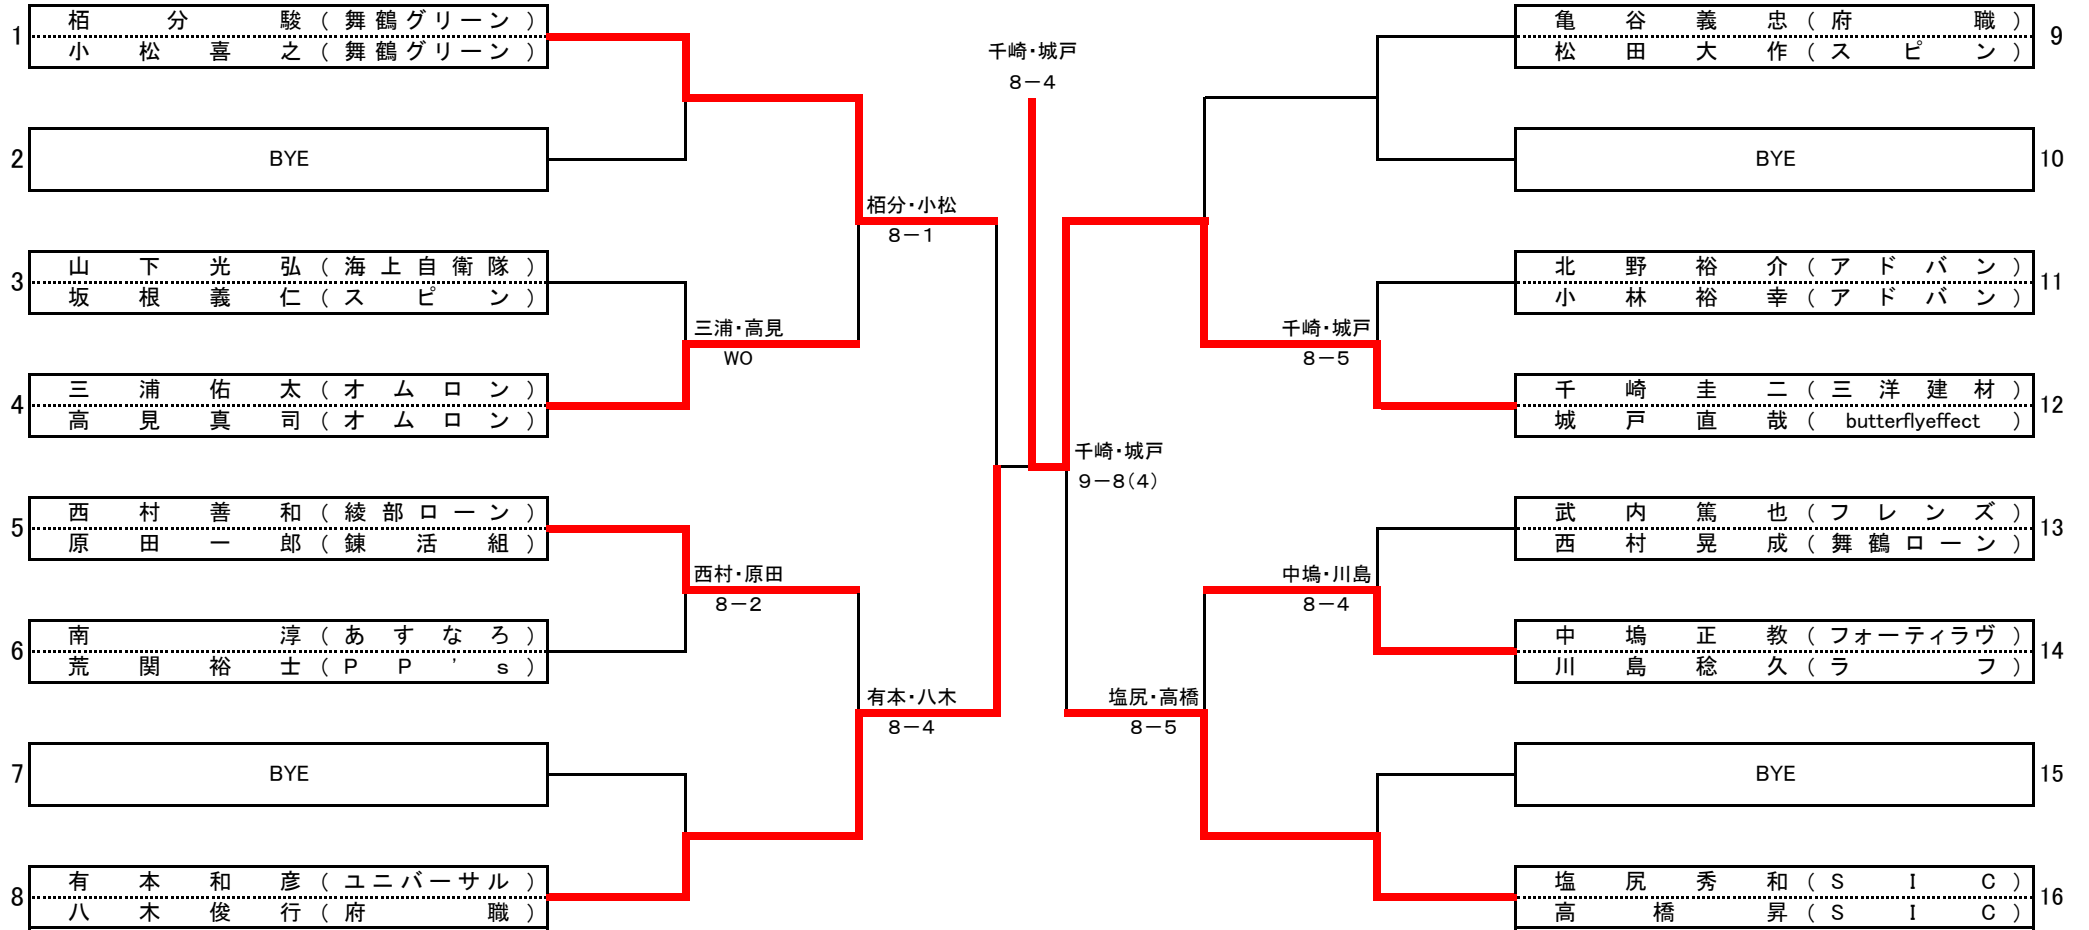 1
栢分駿(舞鶴グリーン)
小松喜之(舞鶴グリーン)
2
BYE
3
山下光弘(海上自衛隊)
坂根義仁(スピン)
4
三浦佑太(オムロン)
高見真司(オムロン)
5
西村善和(綾部ローン)
原田一郎(錬活組)
6
南淳(あすなろ)
荒関裕士(PP's)
7
BYE
8
有本和彦(ユニバーサル)
八木俊行(府職)
三浦・高見
WO
西村・原田
8-2
栢分・小松
8-1
有本・八木
8-4
千崎・城戸
8-4
千崎・城戸
9-8(4)
塩尻・高橋
8-5
千崎・城戸
8-5
中塢・川島
8-4
亀谷義忠(府職)
松田大作(スピン)
9
BYE
10
北野裕介(アドバン)
小林裕幸(アドバン)
11
千崎圭二(三洋建材)
城戸直哉(butterflyeffect)
12
武内篤也(フレンズ)
西村晃成(舞鶴ローン)
13
中塢正教(フォーティラヴ)
川島稔久(ラフ)
14
BYE
15
塩尻秀和(SIC)
高橋昇(SIC)
16